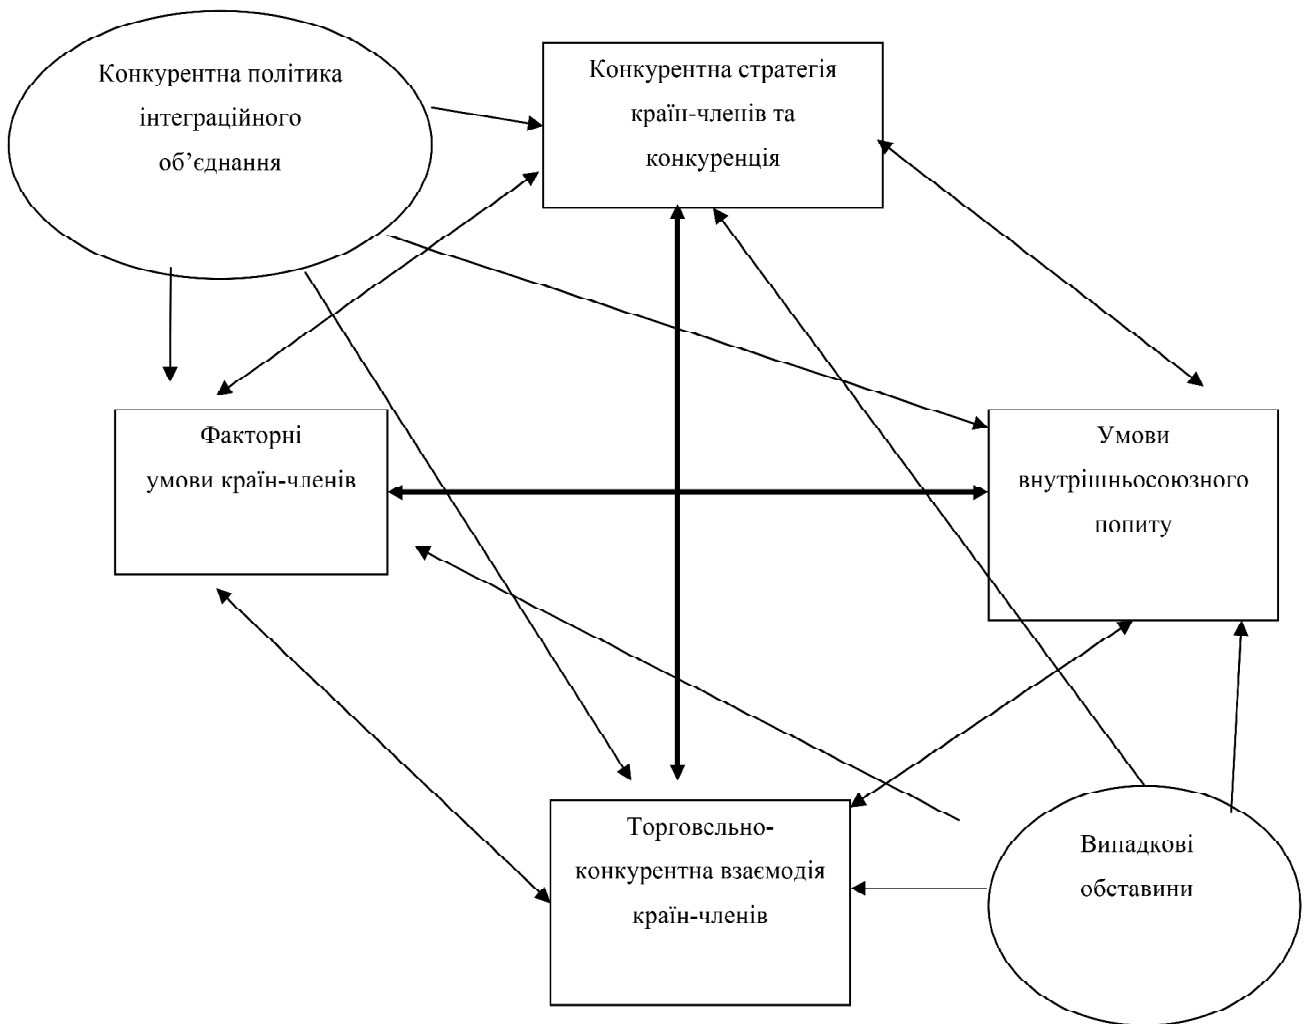 Конкурентна політика
інтеграційного
об’єднання
Конкурентна стратегія
країн-членів та
конкуренція
Факторні
умови країн-членів
Умови
внутрішньосоюзного
попиту
Торговельно-
конкурентна взаємодія
країн-членів
Випадкові
обставини